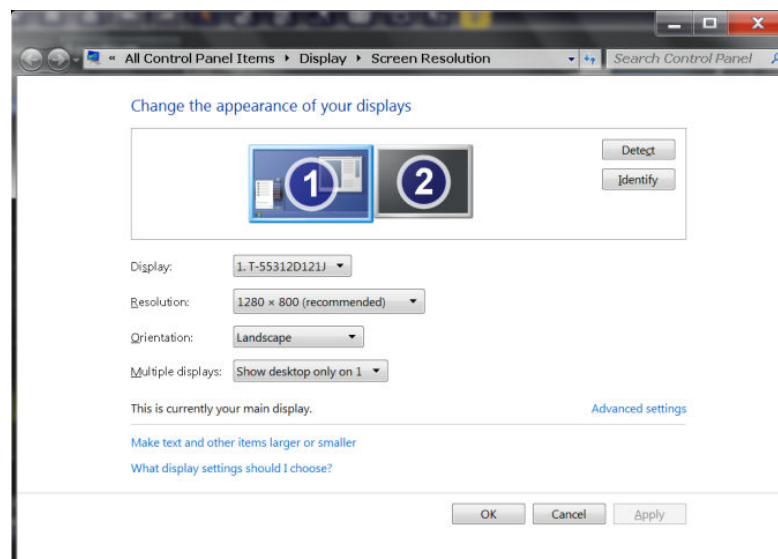 « All Control Panel Items ▸ Display ▸ Screen Resolution
Search Control Panel
Change the appearance of your displays
1
2
Detect
Identify
Display: 1. T-55312D121J
Resolution: 1280 × 800 (recommended)
Orientation: Landscape
Multiple displays: Show desktop only on 1
This is currently your main display.
Advanced settings
Make text and other items larger or smaller
What display settings should I choose?
OK Cancel Apply